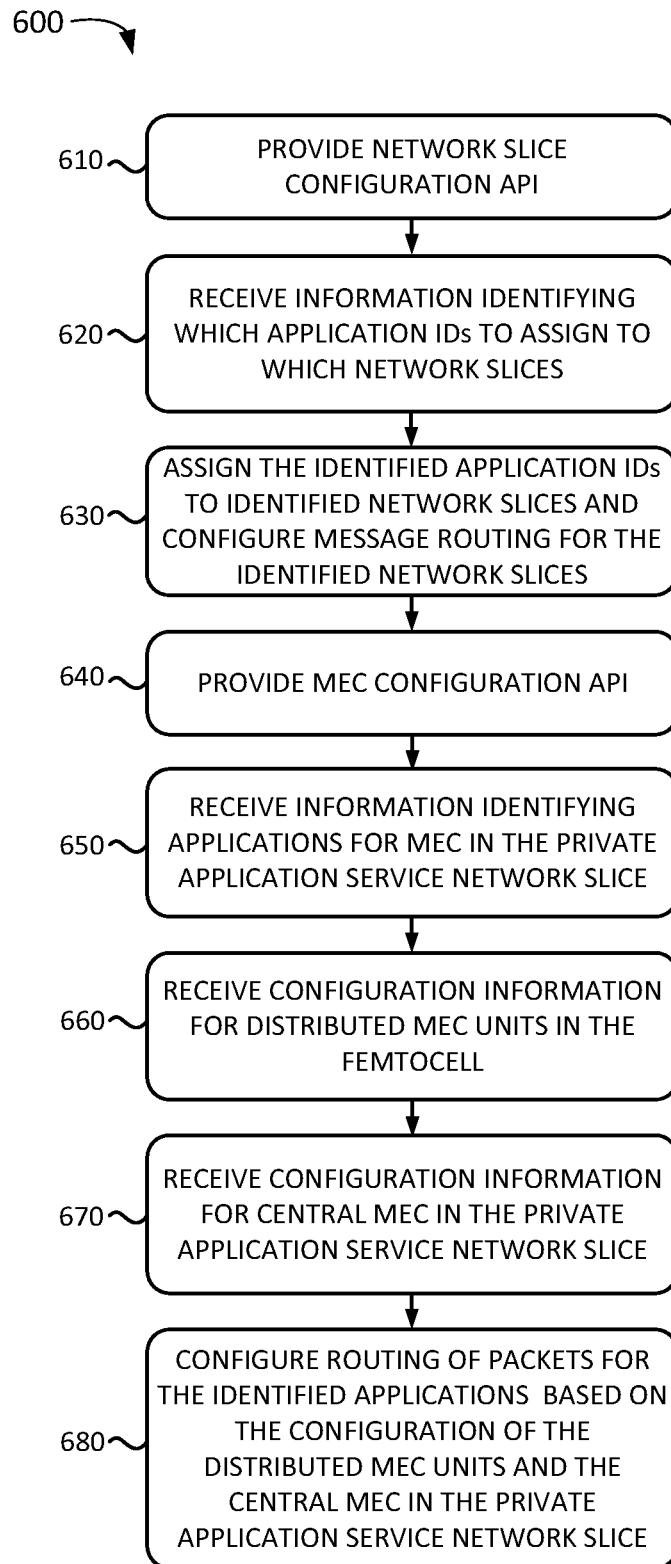 600
610
PROVIDE NETWORK SLICE
CONFIGURATION API
620
RECEIVE INFORMATION IDENTIFYING
WHICH APPLICATION IDs TO ASSIGN TO
WHICH NETWORK SLICES
630
ASSIGN THE IDENTIFIED APPLICATION IDs
TO IDENTIFIED NETWORK SLICES AND
CONFIGURE MESSAGE ROUTING FOR THE
IDENTIFIED NETWORK SLICES
640
PROVIDE MEC CONFIGURATION API
650
RECEIVE INFORMATION IDENTIFYING
APPLICATIONS FOR MEC IN THE PRIVATE
APPLICATION SERVICE NETWORK SLICE
660
RECEIVE CONFIGURATION INFORMATION
FOR DISTRIBUTED MEC UNITS IN THE
FEMTOCELL
670
RECEIVE CONFIGURATION INFORMATION
FOR CENTRAL MEC IN THE PRIVATE
APPLICATION SERVICE NETWORK SLICE
680
CONFIGURE ROUTING OF PACKETS FOR
THE IDENTIFIED APPLICATIONS BASED ON
THE CONFIGURATION OF THE
DISTRIBUTED MEC UNITS AND THE
CENTRAL MEC IN THE PRIVATE
APPLICATION SERVICE NETWORK SLICE